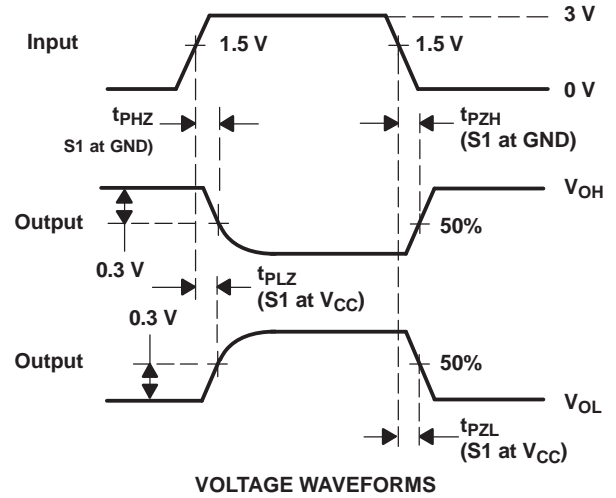 3 V
Input
1.5 V
1.5 V
0 V
tPHZ
S1 at GND)
tPZH
(S1 at GND)
VOH
Output
50%
0.3 V
tPLZ
(S1 at VCC)
0.3 V
Output
50%
VOL
tPZL
(S1 at VCC)
VOLTAGE WAVEFORMS